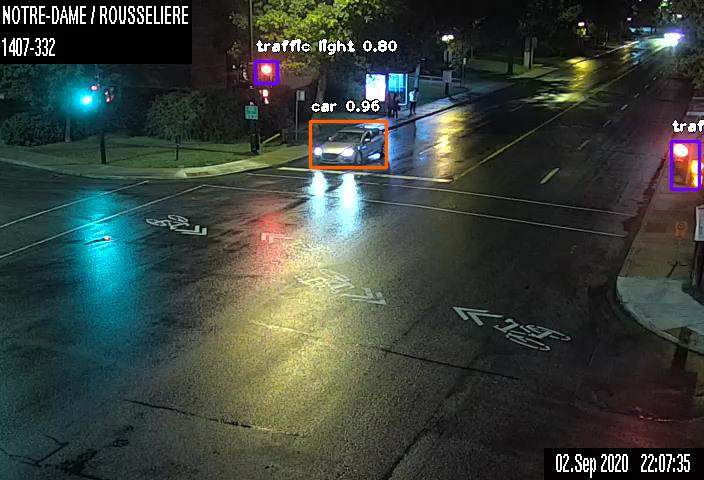 NOTRE-DAME / ROUSSELIERE
1407-332
traffic light 0.80
car 0.96
traf
02.Sep 2020 22:07:35